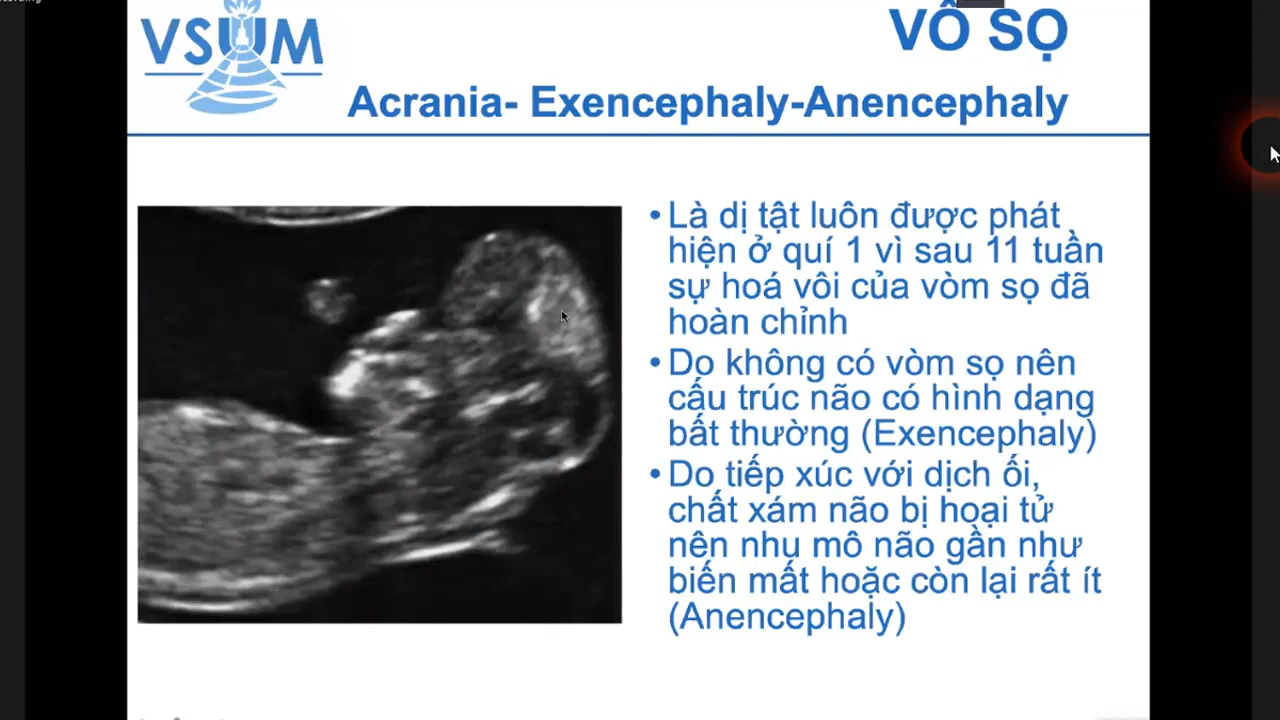 VSUM
VÔ SỌ
Acrania- Exencephaly-Anencephaly
• Là dị tật luôn được phát
hiện ở quí 1 vì sau 11 tuần
sự hoá vôi của vòm sọ đã
hoàn chỉnh
• Do không có vòm sọ nên
cấu trúc não có hình dạng
bất thường (Exencephaly)
• Do tiếp xúc với dịch ối,
chất xám não bị hoại tử
nên nhu mô não gần như
biến mất hoặc còn lại rất ít
(Anencephaly)